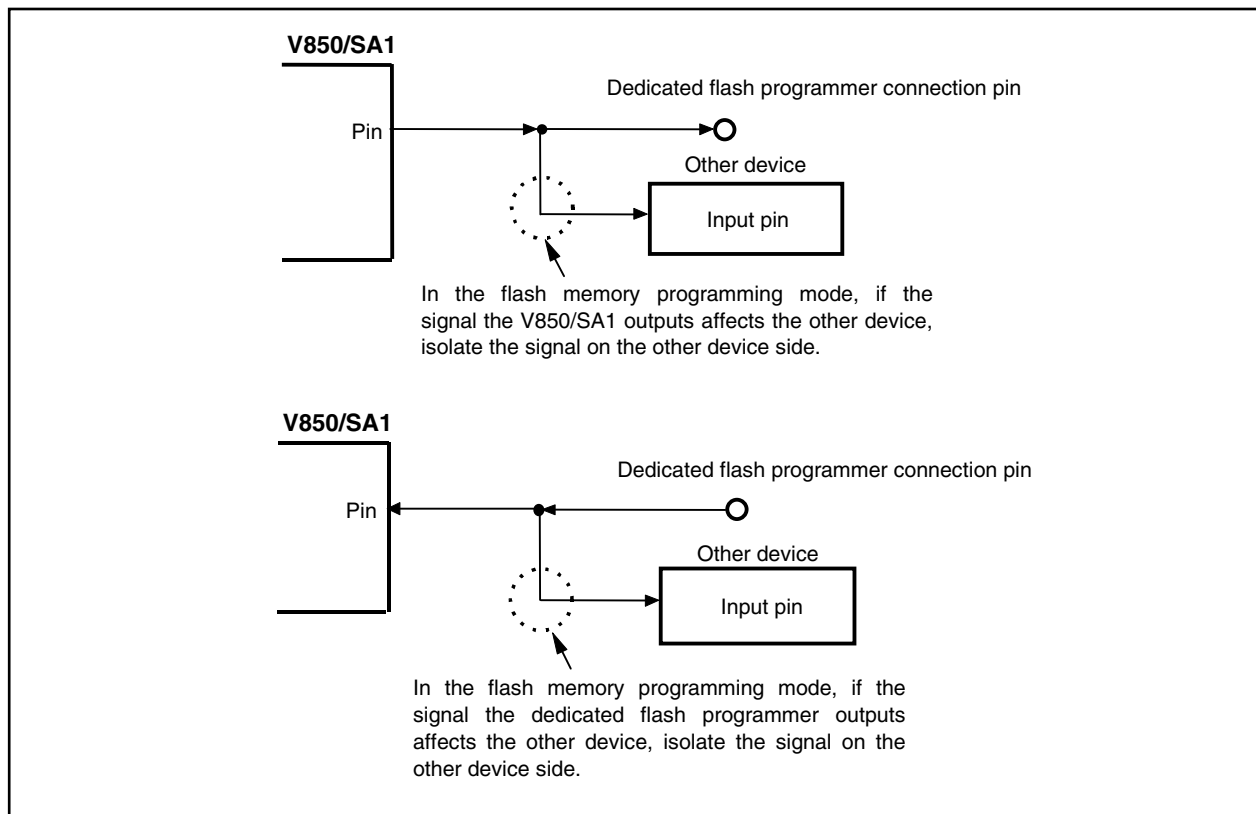 V850/SA1
Dedicated flash programmer connection pin
Pin
Other device
Input pin
In the flash memory programming mode, if the
signal the V850/SA1 outputs affects the other device,
isolate the signal on the other device side.
V850/SA1
Dedicated flash programmer connection pin
Pin
Other device
Input pin
In the flash memory programming mode, if the
signal the dedicated flash programmer outputs
affects the other device, isolate the signal on the
other device side.